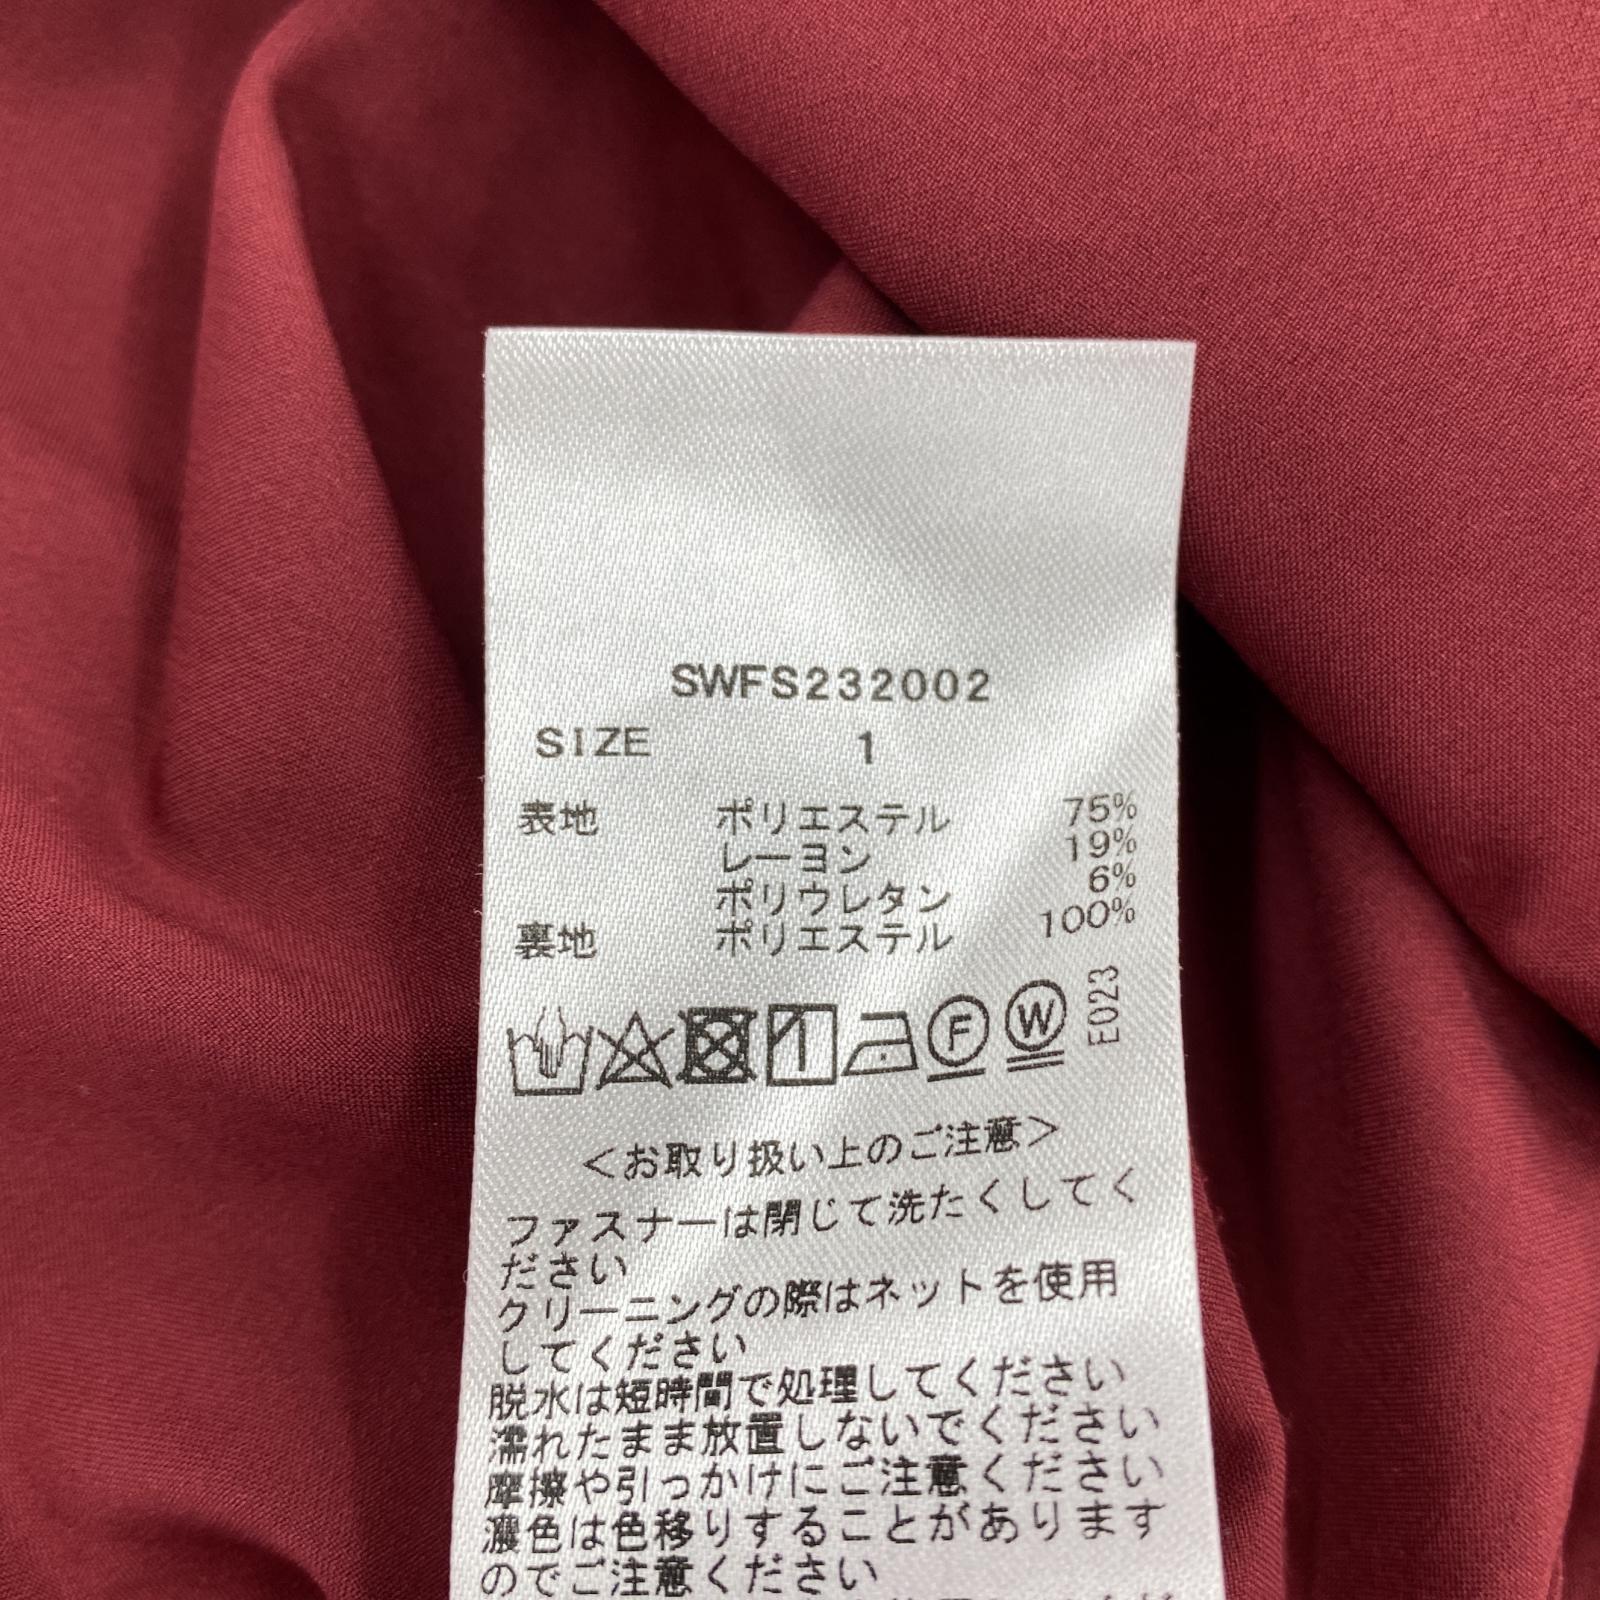 SWFS232002
SIZE 1
表地 ポリエステル 75%
レーヨン 19%
ポリウレタン 6%
裏地 ポリエステル 100%
F W E023
<お取り扱い上のご注意>
ファスナーは閉じて洗たくしてく
ださい
クリーニングの際はネットを使用
してください
脱水は短時間で処理してください
濡れたまま放置しないでください
摩擦や引っかけにご注意ください
濃色は色移りすることがあります
のでご注意ください